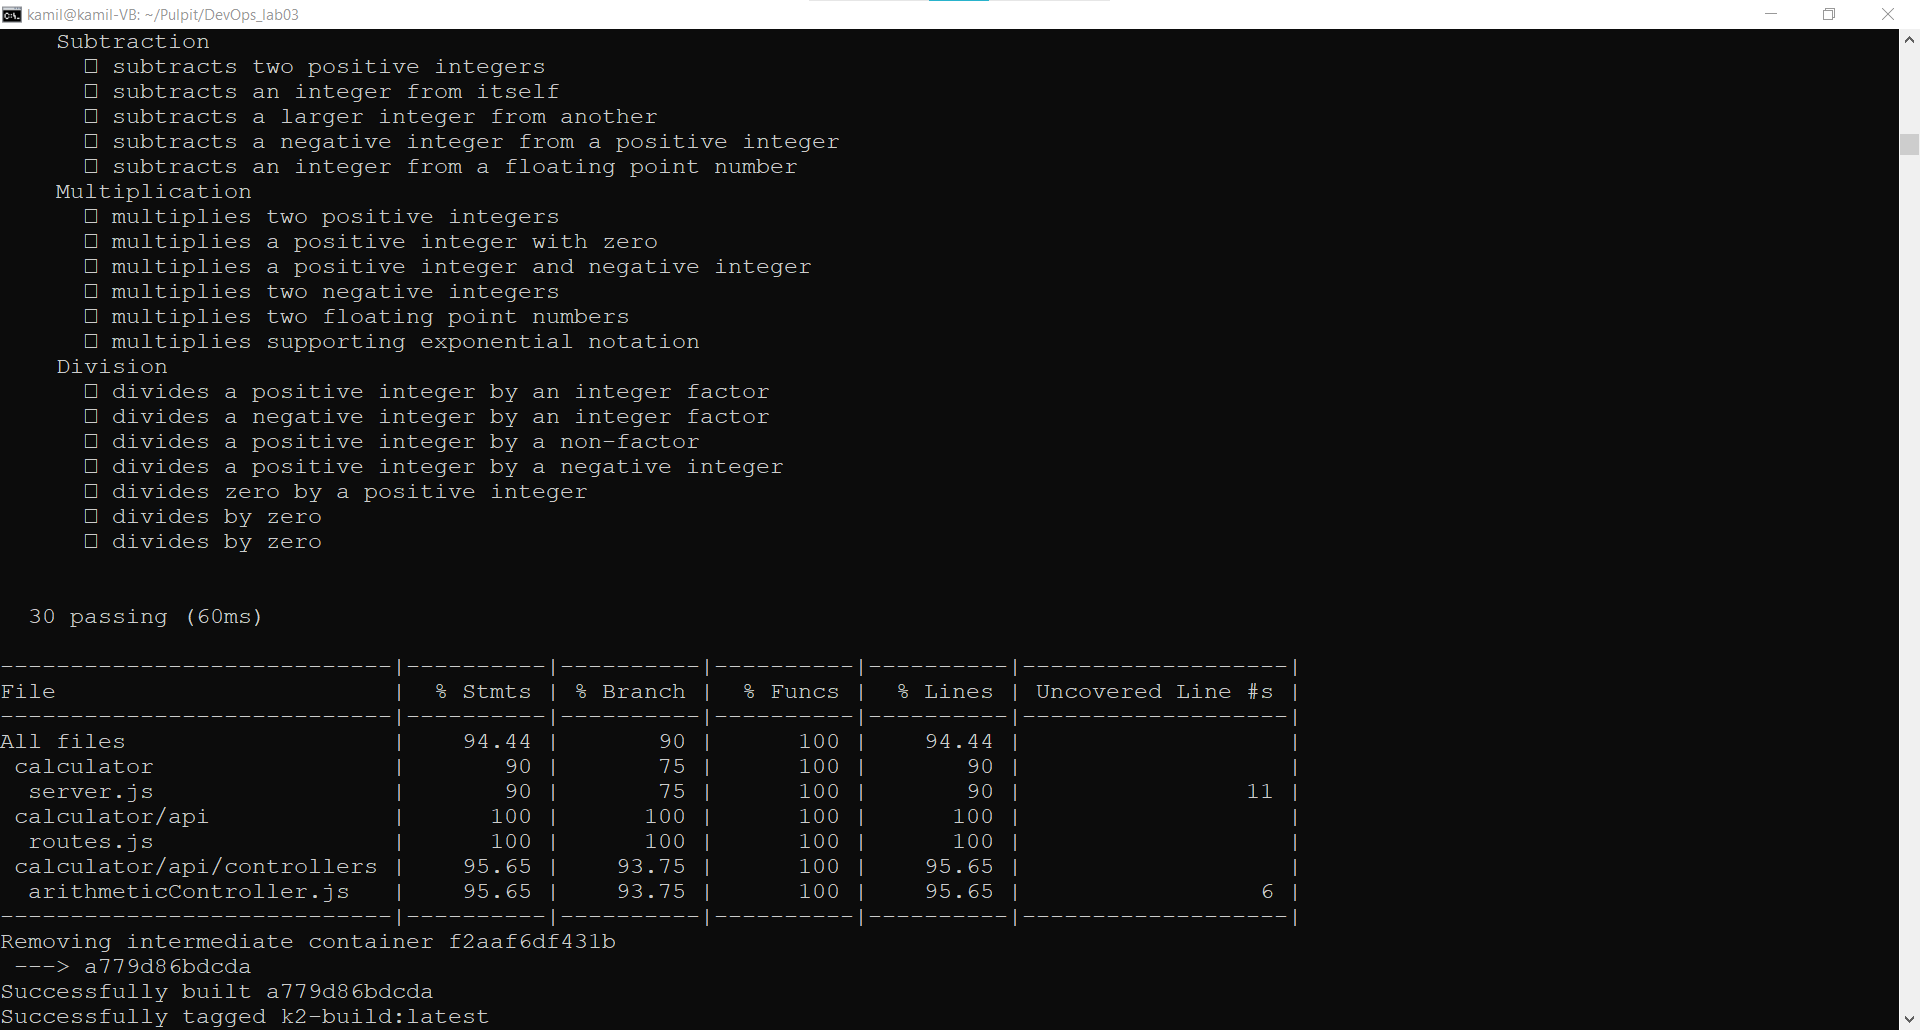 kamil@kamil-VB: ~/Pulpit/DevOps_lab03
Subtraction
□ subtracts two positive integers
□ subtracts an integer from itself
□ subtracts a larger integer from another
□ subtracts a negative integer from a positive integer
□ subtracts an integer from a floating point number
Multiplication
□ multiplies two positive integers
□ multiplies a positive integer with zero
□ multiplies a positive integer and negative integer
□ multiplies two negative integers
□ multiplies two floating point numbers
□ multiplies supporting exponential notation
Division
□ divides a positive integer by an integer factor
□ divides a negative integer by an integer factor
□ divides a positive integer by a non-factor
□ divides a positive integer by a negative integer
□ divides zero by a positive integer
□ divides by zero
□ divides by zero
30 passing (60ms)
----------------------------|----------|----------|----------|----------|-------------------|
File                        |  % Stmts | % Branch |  % Funcs |  % Lines | Uncovered Line #s |
----------------------------|----------|----------|----------|----------|-------------------|
All files                   |    94.44 |       90 |      100 |    94.44 |                   |
 calculator                 |       90 |       75 |      100 |       90 |                   |
  server.js                 |       90 |       75 |      100 |       90 |                11 |
 calculator/api             |      100 |      100 |      100 |      100 |                   |
  routes.js                 |      100 |      100 |      100 |      100 |                   |
 calculator/api/controllers |    95.65 |    93.75 |      100 |    95.65 |                   |
  arithmeticController.js   |    95.65 |    93.75 |      100 |    95.65 |                 6 |
----------------------------|----------|----------|----------|----------|-------------------|
Removing intermediate container f2aaf6df431b
 ---> a779d86bdcda
Successfully built a779d86bdcda
Successfully tagged k2-build:latest